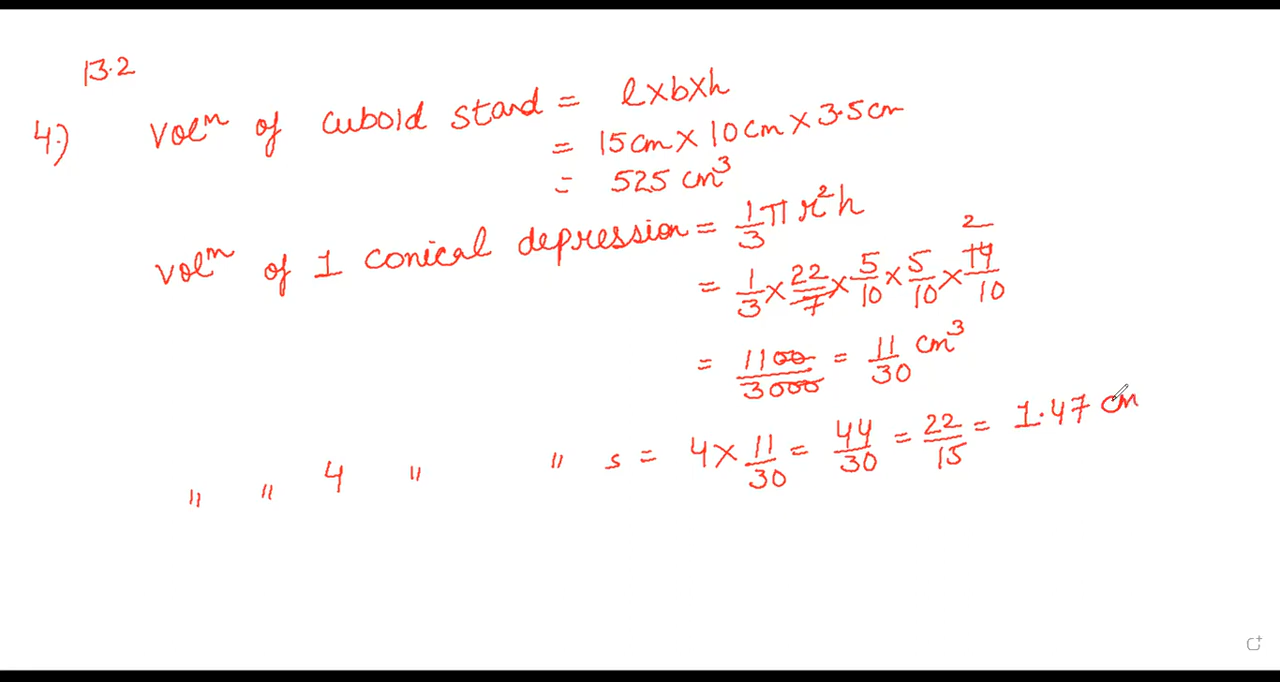 13.2
4.) volᵐ of cuboid stand = l×b×h
= 15cm × 10cm × 3.5cm
= 525 cm³
volᵐ of 1 conical depression = 1/3 π r²h
2
= 1/3 × 22/7 × 5/10 × 5/10 × 14/10
= 1100/3000 = 11/30 cm³
" " 4 " " s = 4 × 11/30 = 44/30 = 22/15 = 1.47 cm